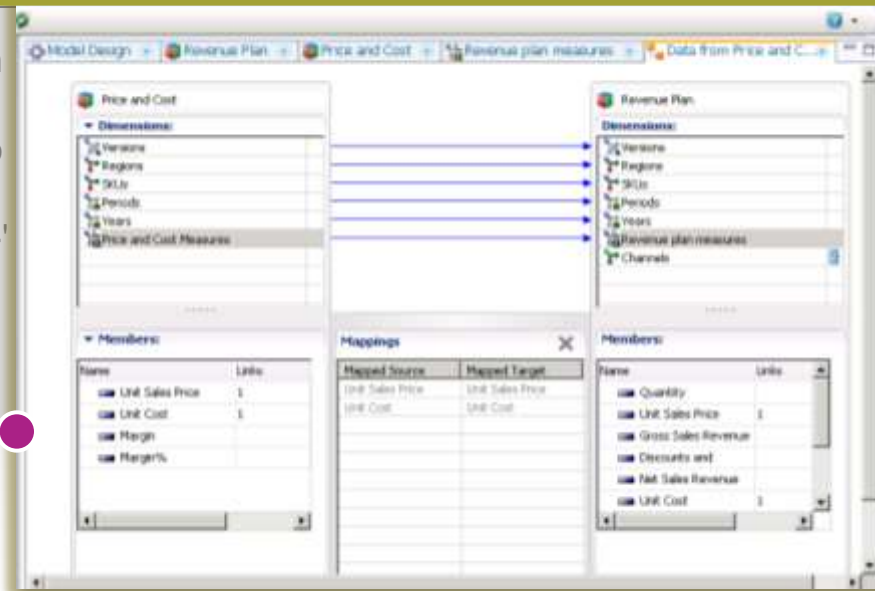 Model Design Revenue Plan Price and Cost Revenue plan measures Data from Price and C...
Price and Cost
Dimensions:
Versions
Regions
SKUs
Periods
Years
Price and Cost Measures
Revenue Plan
Dimensions:
Versions
Regions
SKUs
Periods
Years
Revenue plan measures
Channels
Members:
Name Links
Unit Sales Price 1
Unit Cost 1
Margin
Margin%
Mappings
Mapped Source Mapped Target
Unit Sales Price Unit Sales Price
Unit Cost Unit Cost
Members:
Name Links
Quantity
Unit Sales Price 1
Gross Sales Revenue
Discounts and
Net Sales Revenue
Unit Cost 1